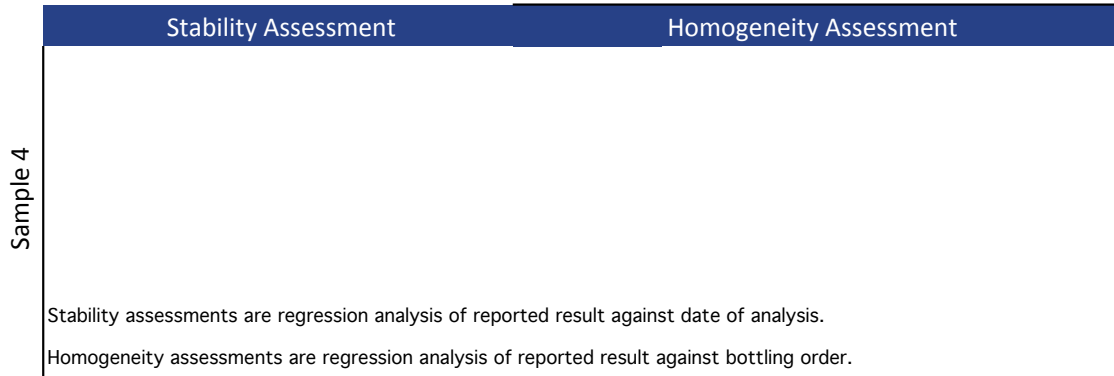 Stability Assessment
Homogeneity Assessment
Sample 4
Stability assessments are regression analysis of reported result against date of analysis.
Homogeneity assessments are regression analysis of reported result against bottling order.